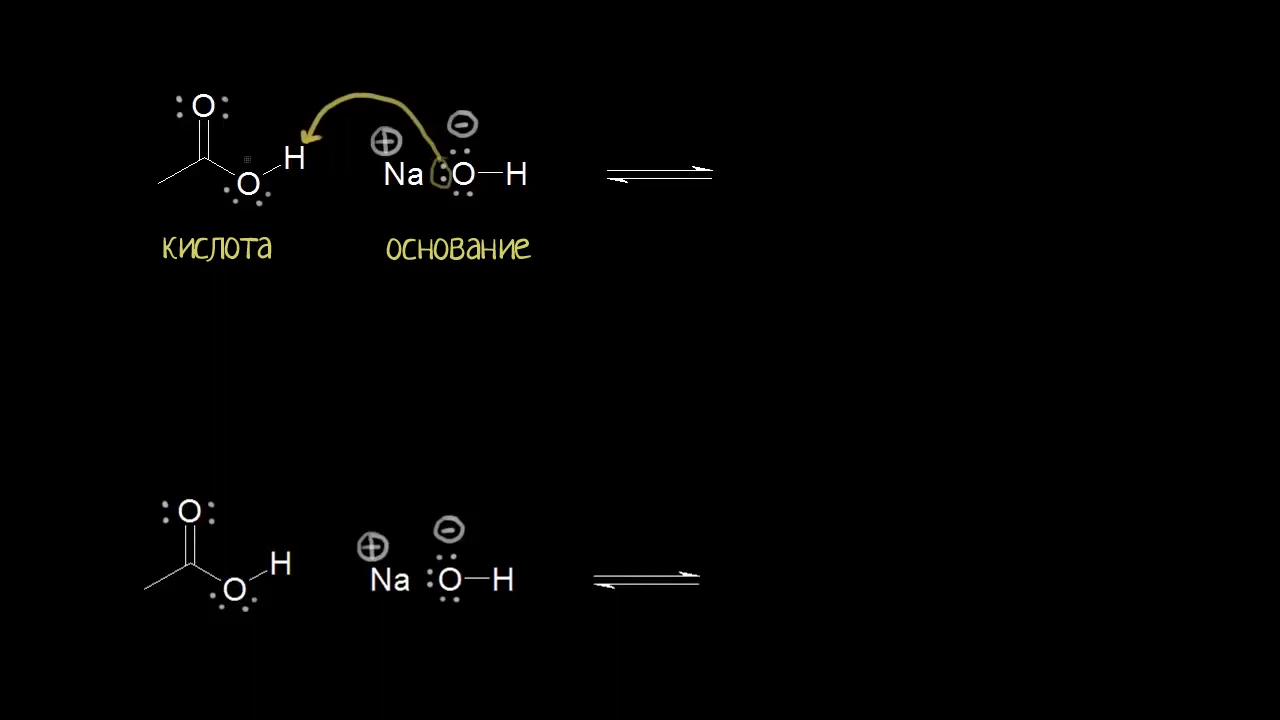 O
H
O
⊕ ⊖
Na O—H
⇌
кислота основание
O
H
O
⊕ ⊖
Na O—H
⇌